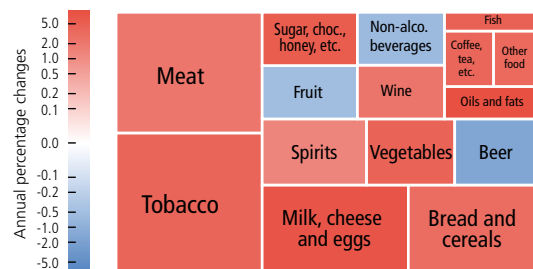 Annual percentage changes
5.0
2.0
1.0
0.5
0.2
0.1
0.0
-0.1
-0.2
-0.5
-1.0
-2.0
-5.0
Meat
Tobacco
Sugar, choc.,
honey, etc.
Non-alco.
beverages
Fish
Coffee,
tea,
etc.
Other
food
Fruit
Wine
Oils and fats
Spirits
Vegetables
Beer
Milk, cheese
and eggs
Bread and
cereals